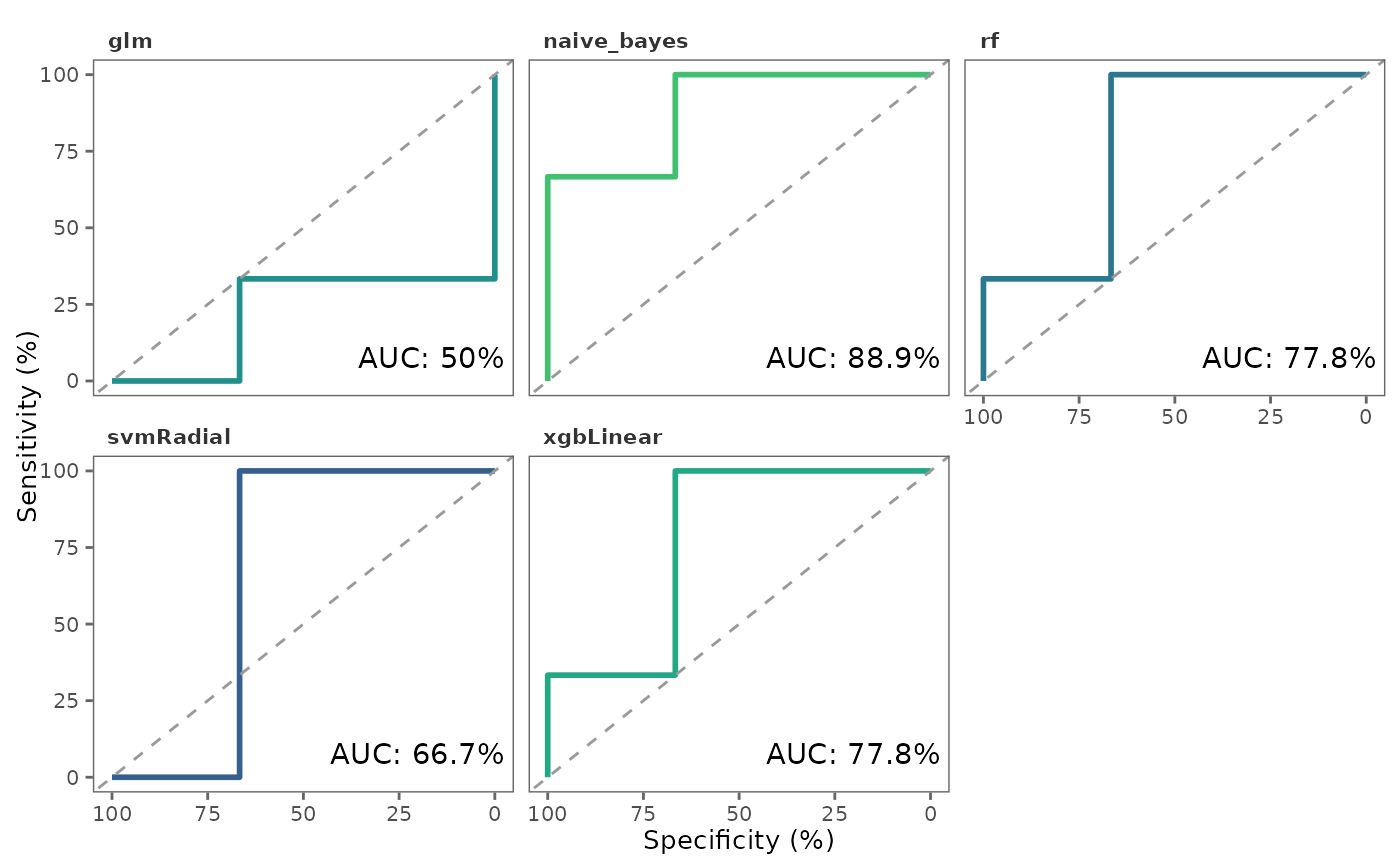 glm naive_bayes rf
100
75
50
25
0
AUC: 50% AUC: 88.9% AUC: 77.8%
100 75 50 25 0
svmRadial xgbLinear
Sensitivity (%)
100
75
50
25
0
AUC: 66.7% AUC: 77.8%
100 75 50 25 0 100 75 50 25 0
Specificity (%)